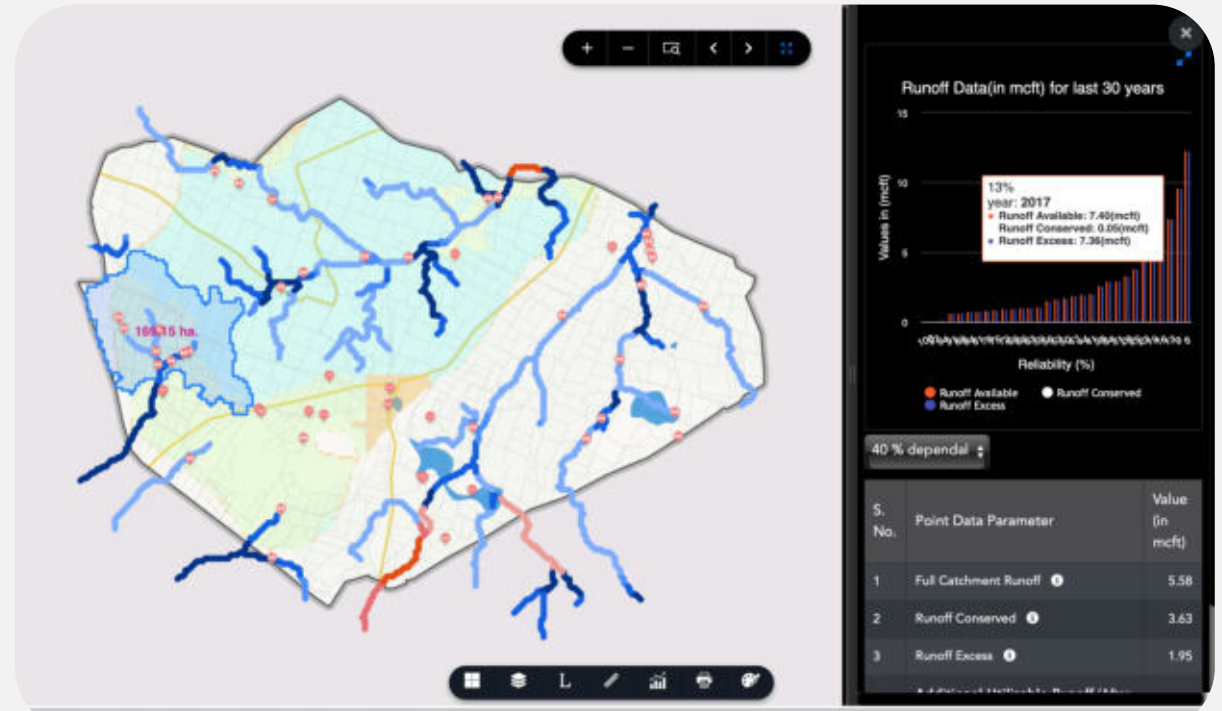 169.15 ha.
L
Runoff Data(in mcft) for last 30 years
15
10
5
0
Values in (mcft)
13%
year: 2017
Runoff Available: 7.40(mcft)
Runoff Conserved: 0.05(mcft)
Runoff Excess: 7.36(mcft)
Reliability (%)
Runoff Available
Runoff Conserved
Runoff Excess
40 % dependal
S. No.
Point Data Parameter
Value (in mcft)
1 Full Catchment Runoff 5.58
2 Runoff Conserved 3.63
3 Runoff Excess 1.95